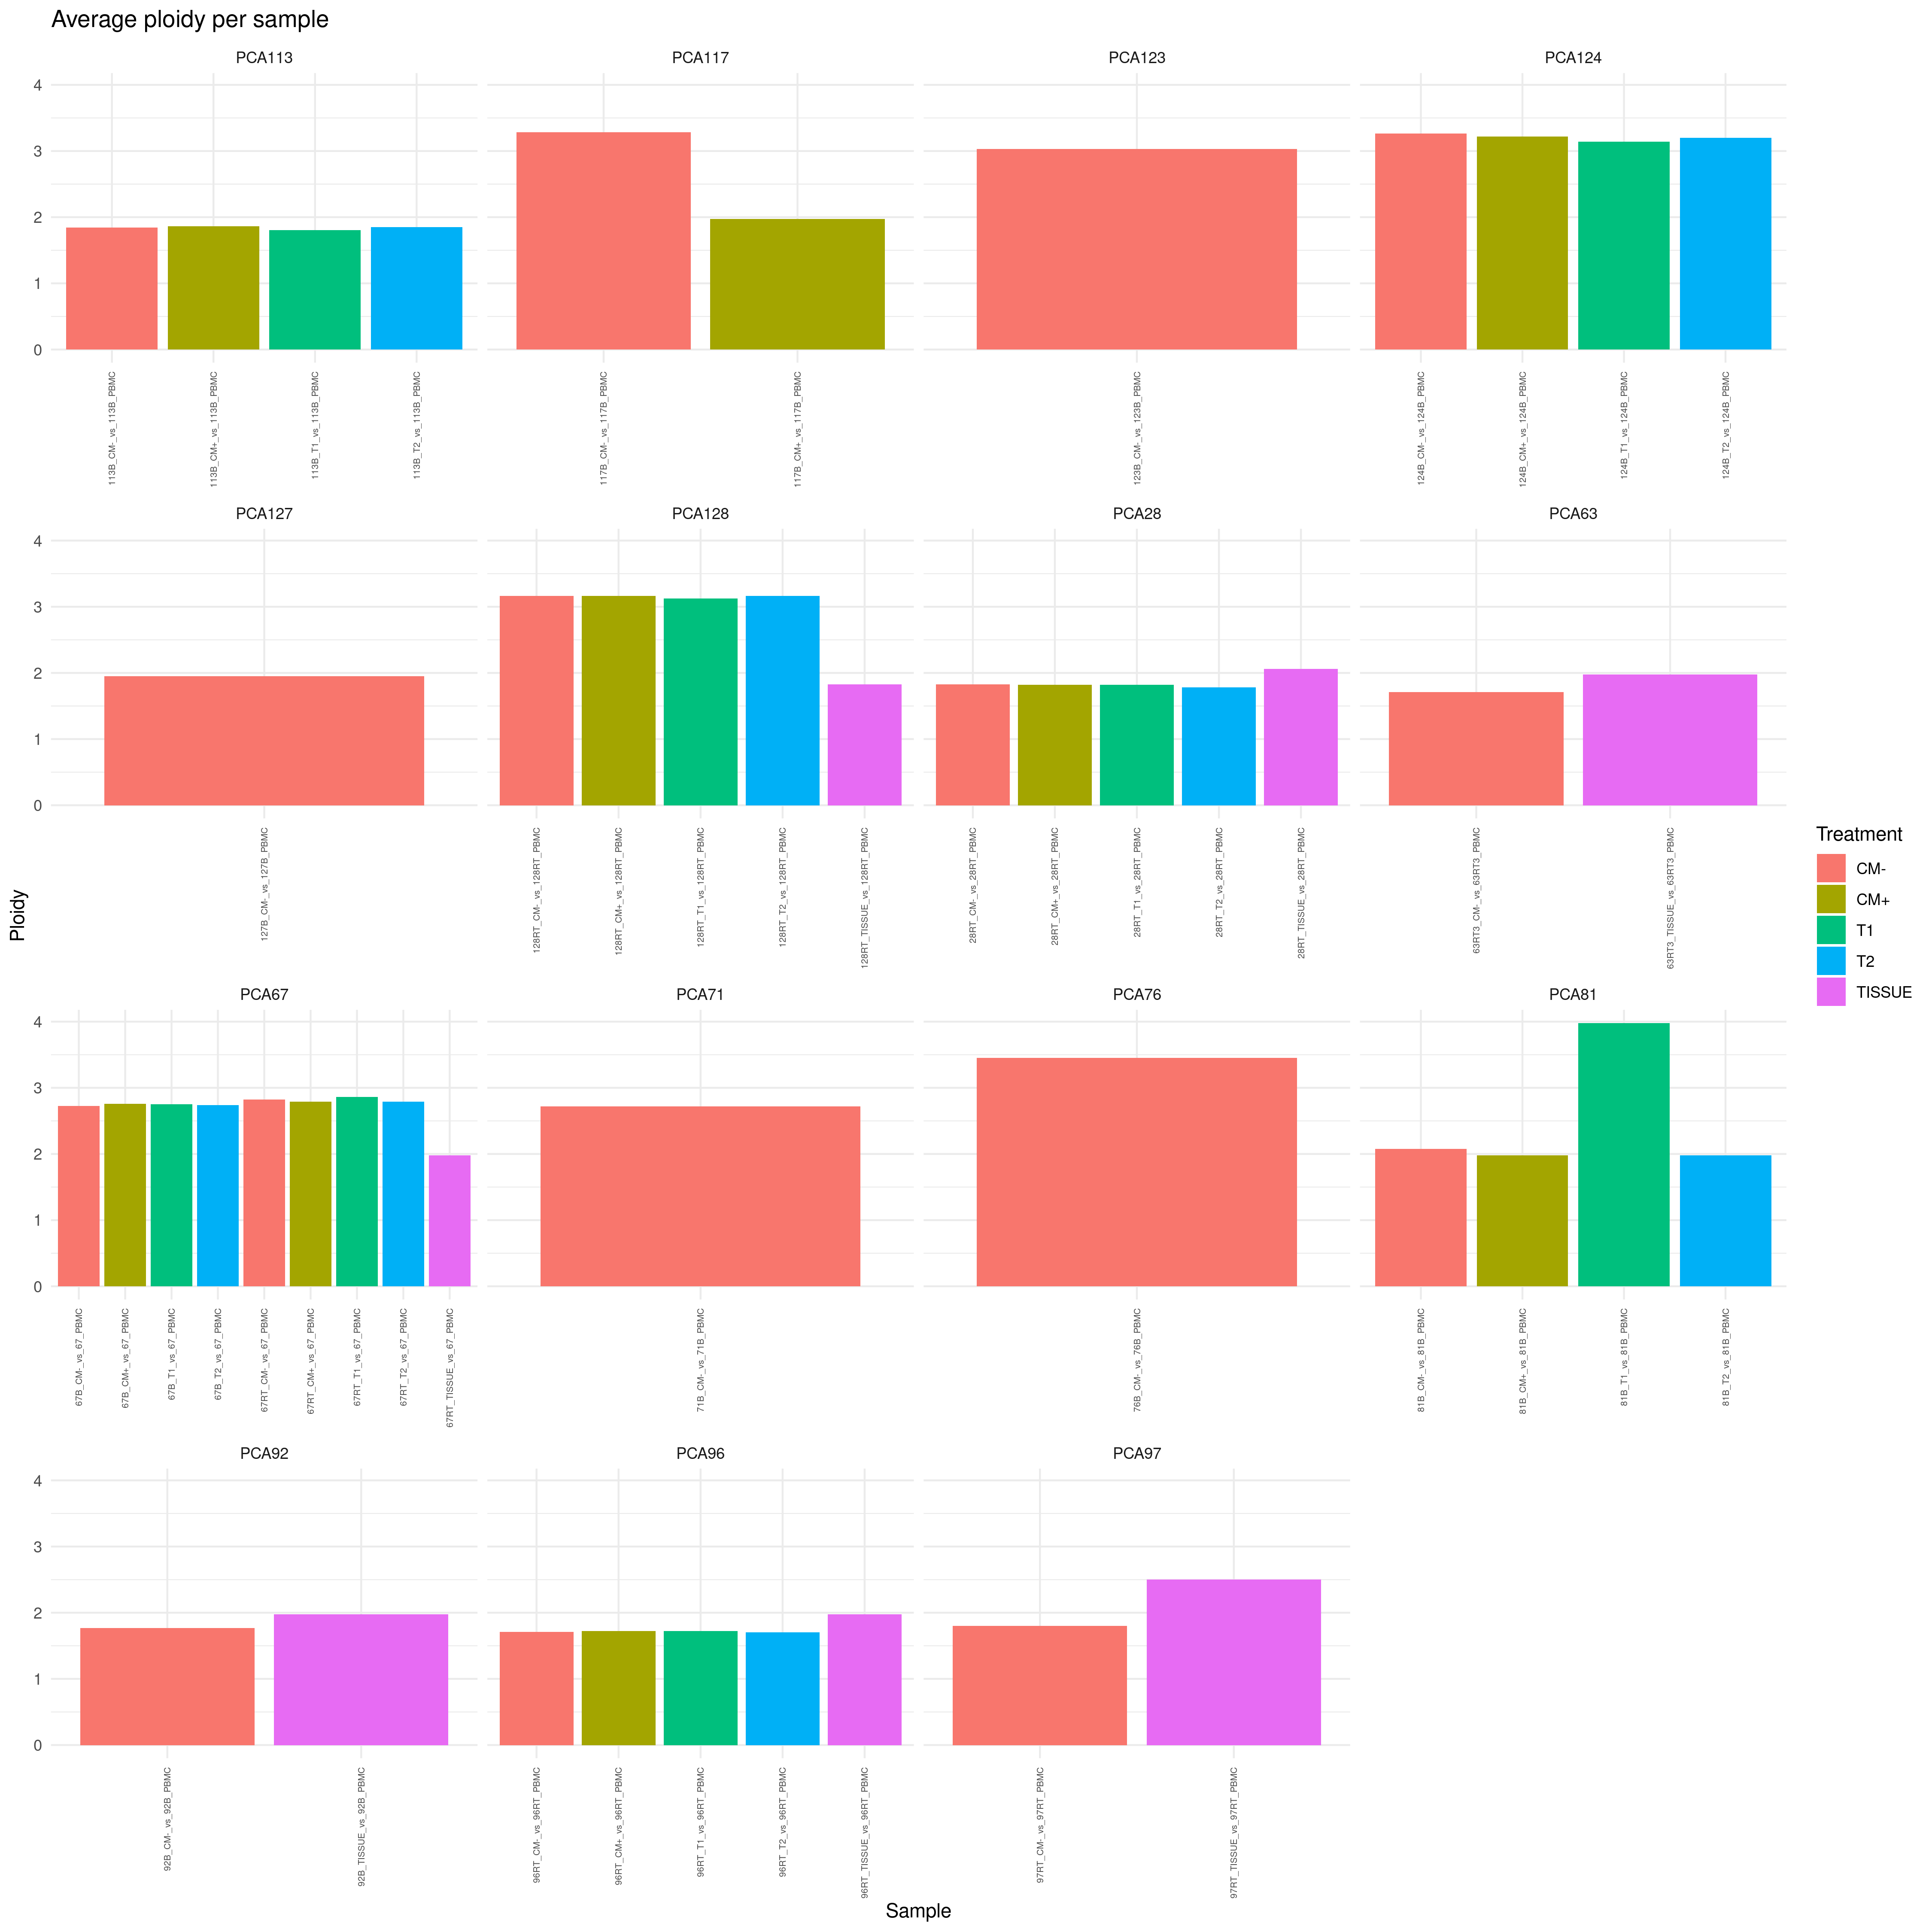 Average ploidy per sample
PCA113
PCA117
PCA123
PCA124
4
3
2
1
0
113B_CM-_vs_113B_PBMC
113B_CM+_vs_113B_PBMC
113B_T1_vs_113B_PBMC
113B_T2_vs_113B_PBMC
117B_CM-_vs_117B_PBMC
117B_CM+_vs_117B_PBMC
123B_CM-_vs_123B_PBMC
124B_CM-_vs_124B_PBMC
124B_CM+_vs_124B_PBMC
124B_T1_vs_124B_PBMC
124B_T2_vs_124B_PBMC
PCA127
PCA128
PCA28
PCA63
4
3
2
1
0
127B_CM-_vs_127B_PBMC
128RT_CM-_vs_128RT_PBMC
128RT_CM+_vs_128RT_PBMC
128RT_T1_vs_128RT_PBMC
128RT_T2_vs_128RT_PBMC
128RT_TISSUE_vs_128RT_PBMC
28RT_CM-_vs_28RT_PBMC
28RT_CM+_vs_28RT_PBMC
28RT_T1_vs_28RT_PBMC
28RT_T2_vs_28RT_PBMC
28RT_TISSUE_vs_28RT_PBMC
63RT3_CM-_vs_63RT3_PBMC
63RT3_TISSUE_vs_63RT3_PBMC
Ploidy
Treatment
CM-
CM+
T1
T2
TISSUE
PCA67
PCA71
PCA76
PCA81
4
3
2
1
0
67B_CM-_vs_67_PBMC
67B_CM+_vs_67_PBMC
67B_T1_vs_67_PBMC
67B_T2_vs_67_PBMC
67RT_CM-_vs_67_PBMC
67RT_CM+_vs_67_PBMC
67RT_T1_vs_67_PBMC
67RT_T2_vs_67_PBMC
67RT_TISSUE_vs_67_PBMC
71B_CM-_vs_71B_PBMC
76B_CM-_vs_76B_PBMC
81B_CM-_vs_81B_PBMC
81B_CM+_vs_81B_PBMC
81B_T1_vs_81B_PBMC
81B_T2_vs_81B_PBMC
PCA92
PCA96
PCA97
4
3
2
1
0
92B_CM-_vs_92B_PBMC
92B_TISSUE_vs_92B_PBMC
96RT_CM-_vs_96RT_PBMC
96RT_CM+_vs_96RT_PBMC
96RT_T1_vs_96RT_PBMC
96RT_T2_vs_96RT_PBMC
96RT_TISSUE_vs_96RT_PBMC
97RT_CM-_vs_97RT_PBMC
97RT_TISSUE_vs_97RT_PBMC
Sample